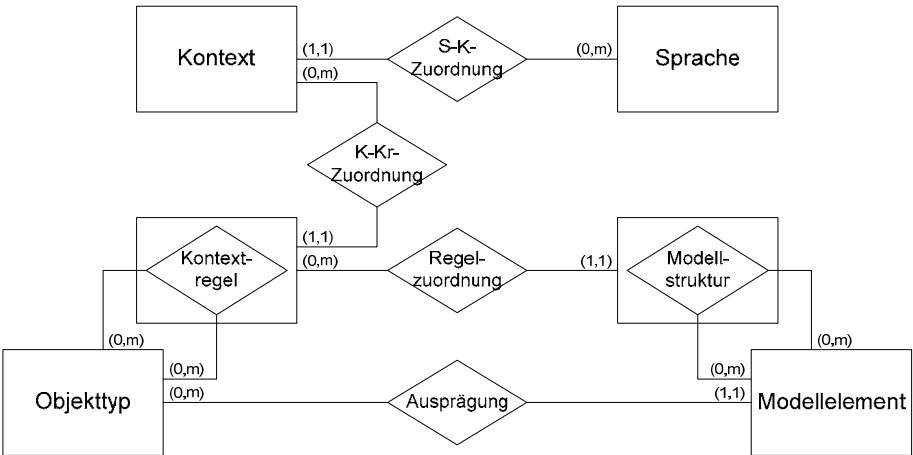 Kontext
(1,1)
S-K-
Zuordnung
(0,m)
Sprache
(0,m)
K-Kr-
Zuordnung
(1,1)
Kontext-
regel
(0,m)
Regel-
zuordnung
(1,1)
Modell-
struktur
(0,m)
(0,m)
(0,m)
(0,m)
Objekttyp
(0,m)
Ausprägung
(1,1)
Modellelement